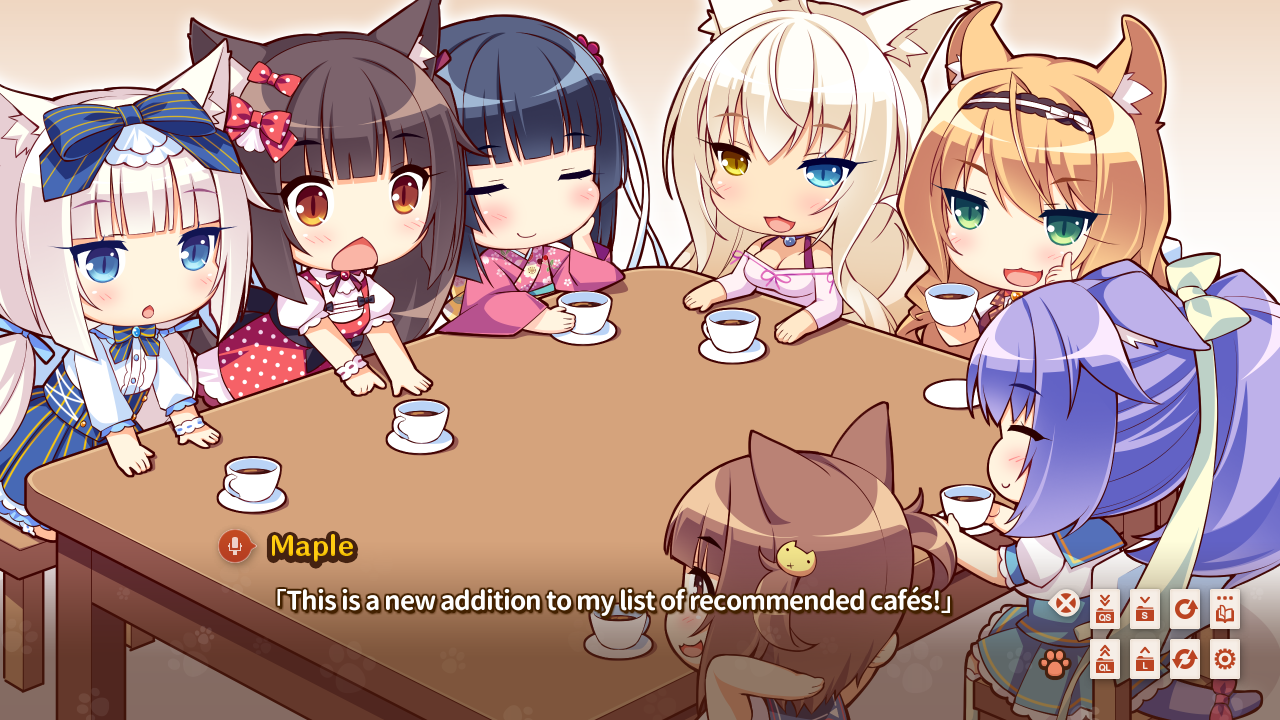 Maple
「This is a new addition to my list of recommended cafés!」
QS
S
QL
L